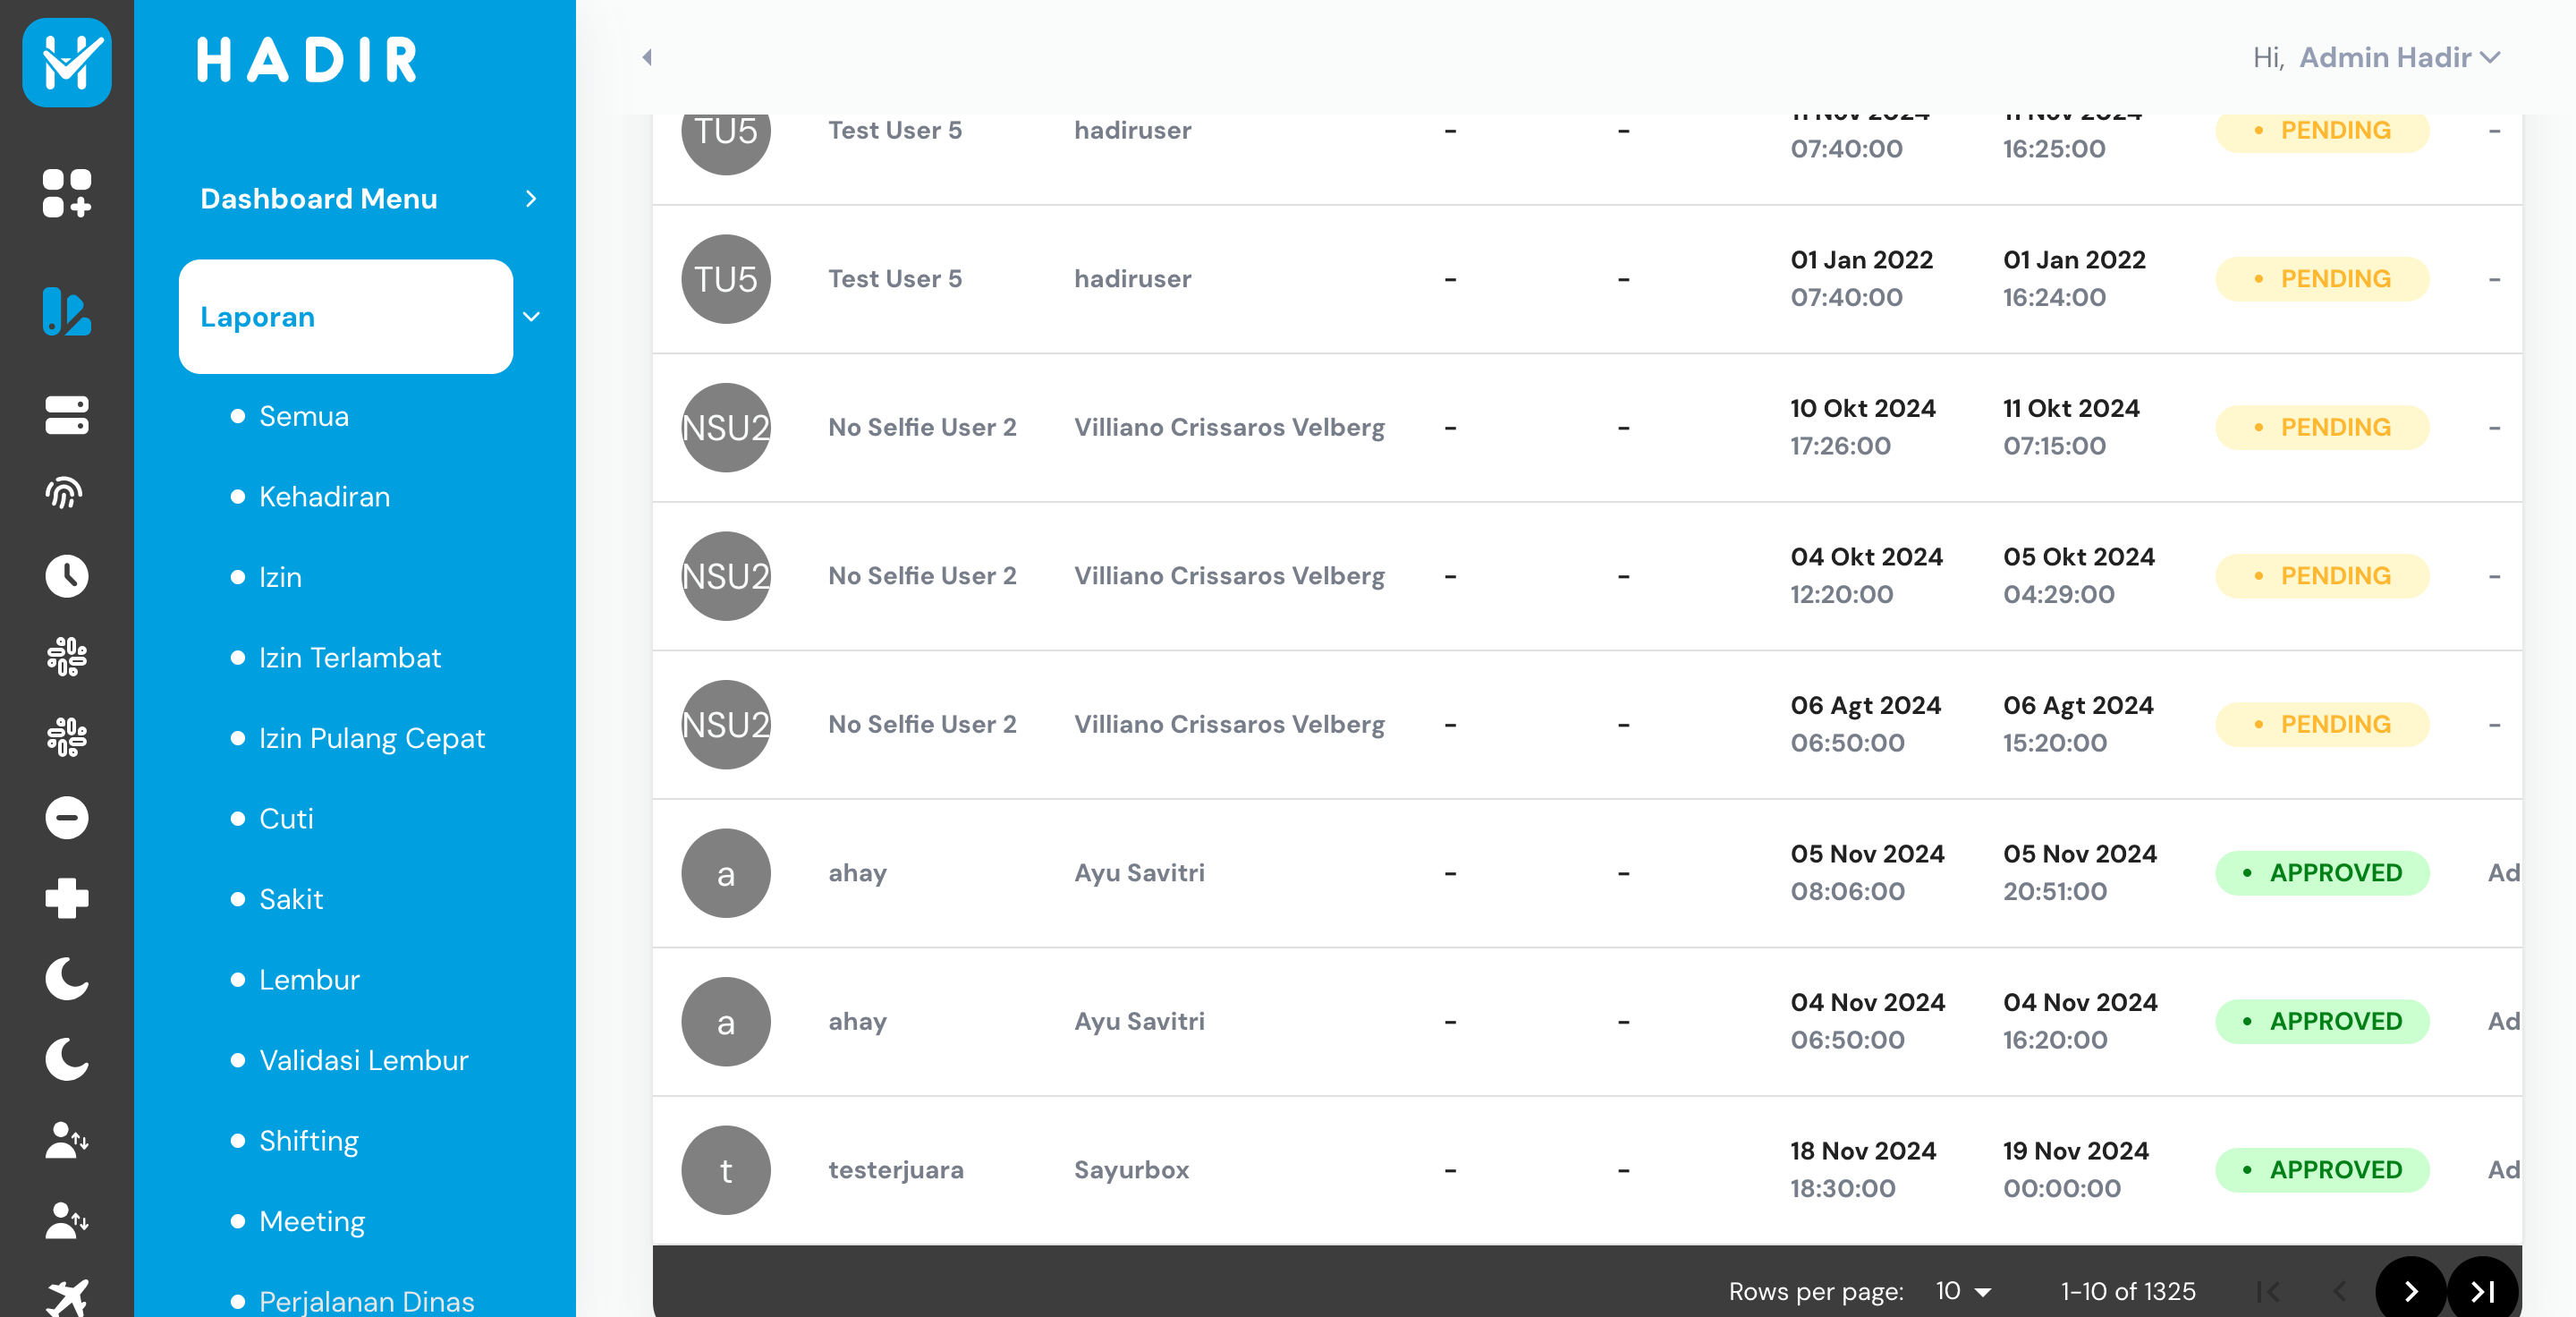 HADIR
Hi, Admin Hadir
Dashboard Menu
Laporan
Semua
Kehadiran
Izin
Izin Terlambat
Izin Pulang Cepat
Cuti
Sakit
Lembur
Validasi Lembur
Shifting
Meeting
Perjalanan Dinas
TU5 Test User 5 hadiruser - - 11 Nov 2024 11 Nov 2024 • PENDING -
07:40:00 16:25:00
TU5 Test User 5 hadiruser - - 01 Jan 2022 01 Jan 2022 • PENDING -
07:40:00 16:24:00
NSU2 No Selfie User 2 Villiano Crissaros Velberg - - 10 Okt 2024 11 Okt 2024 • PENDING -
17:26:00 07:15:00
NSU2 No Selfie User 2 Villiano Crissaros Velberg - - 04 Okt 2024 05 Okt 2024 • PENDING -
12:20:00 04:29:00
NSU2 No Selfie User 2 Villiano Crissaros Velberg - - 06 Agt 2024 06 Agt 2024 • PENDING -
06:50:00 15:20:00
a ahay Ayu Savitri - - 05 Nov 2024 05 Nov 2024 • APPROVED Ad
08:06:00 20:51:00
a ahay Ayu Savitri - - 04 Nov 2024 04 Nov 2024 • APPROVED Ad
06:50:00 16:20:00
t testerjuara Sayurbox - - 18 Nov 2024 19 Nov 2024 • APPROVED Ad
18:30:00 00:00:00
Rows per page: 10 1-10 of 1325